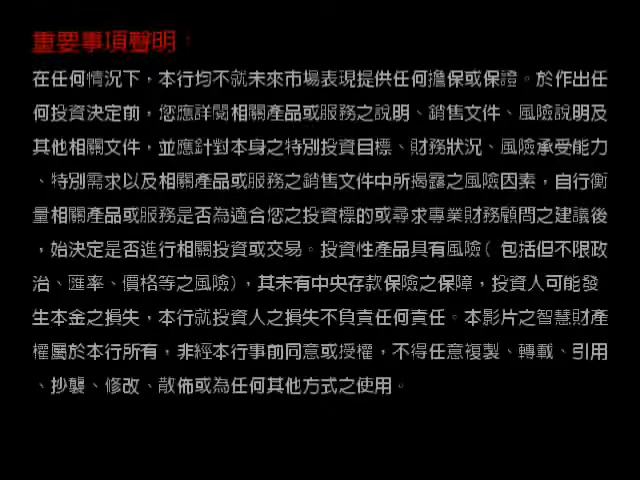 重要事項聲明：
在任何情況下，本行均不就未來市場表現提供任何擔保或保證。於作出任
何投資決定前，您應詳閱相關產品或服務之說明、銷售文件、風險說明及
其他相關文件，並應針對本身之特別投資目標、財務狀況、風險承受能力
、特別需求以及相關產品或服務之銷售文件中所揭露之風險因素，自行衡
量相關產品或服務是否為適合您之投資標的或尋求專業財務顧問之建議後
，始決定是否進行相關投資或交易。投資性產品具有風險( 包括但不限政
治、匯率、價格等之風險)，其未有中央存款保險之保障，投資人可能發
生本金之損失，本行就投資人之損失不負責任何責任。本影片之智慧財產
權屬於本行所有，非經本行事前同意或授權，不得任意複製、轉載、引用
、抄襲、修改、散佈或為任何其他方式之使用。